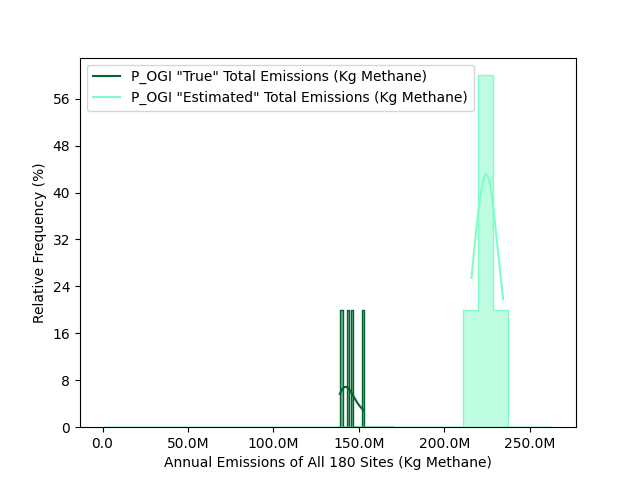 P_OGI "True" Total Emissions (Kg Methane)
P_OGI "Estimated" Total Emissions (Kg Methane)
56
48
40
32
24
16
8
0
Relative Frequency (%)
0.0 50.0M 100.0M 150.0M 200.0M 250.0M
Annual Emissions of All 180 Sites (Kg Methane)